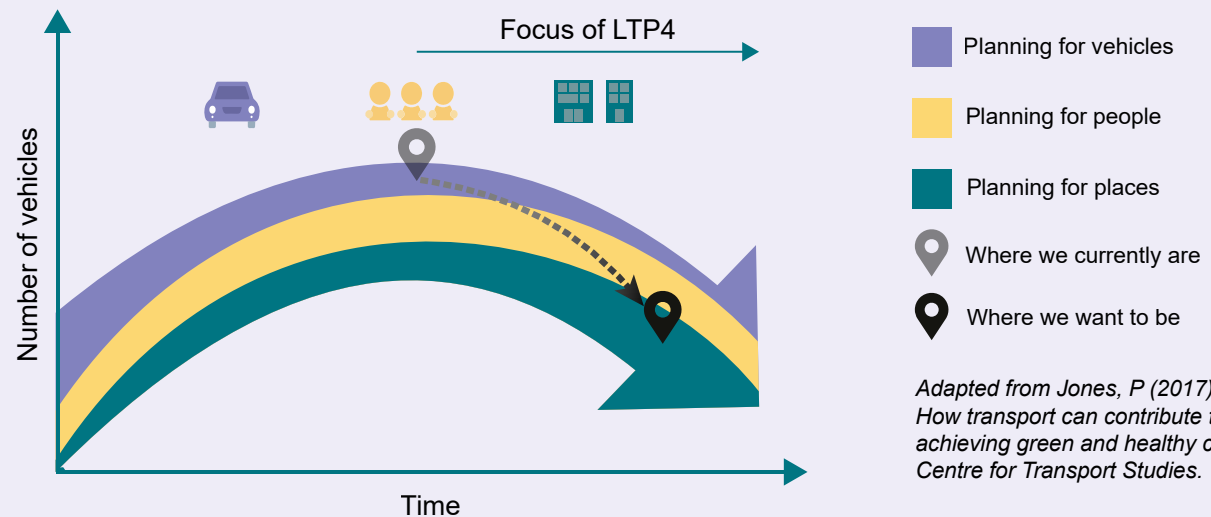 Focus of LTP4
Number of vehicles
Time
Planning for vehicles
Planning for people
Planning for places
Where we currently are
Where we want to be
Adapted from Jones, P (2017)
How transport can contribute
achieving green and healthy
Centre for Transport Studies.